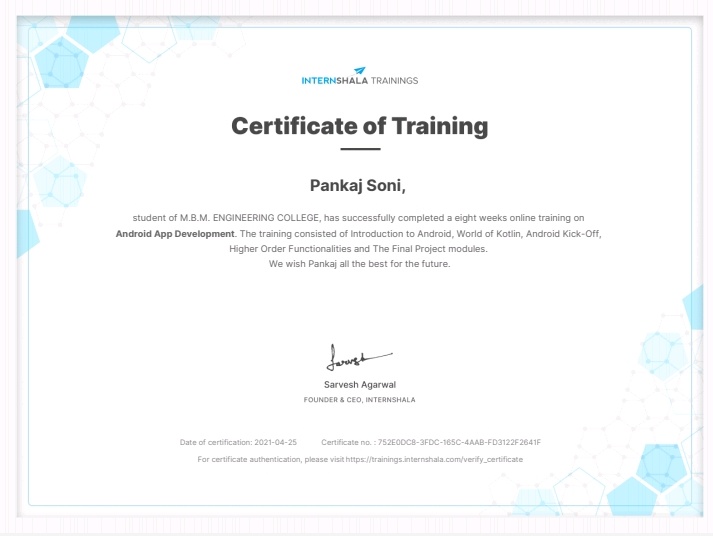 INTERNSHALA TRAININGS
Certificate of Training
Pankaj Soni,
student of M.B.M. ENGINEERING COLLEGE, has successfully completed a eight weeks online training on
Android App Development. The training consisted of Introduction to Android, World of Kotlin, Android Kick-Off,
Higher Order Functionalities and The Final Project modules.
We wish Pankaj all the best for the future.
Sarvesh
Sarvesh Agarwal
FOUNDER & CEO, INTERNSHALA
Date of certification: 2021-04-25 Certificate no. : 752E0DC8-3FDC-165C-4AAB-FD3122F2641F
For certificate authentication, please visit https://trainings.internshala.com/verify_certificate